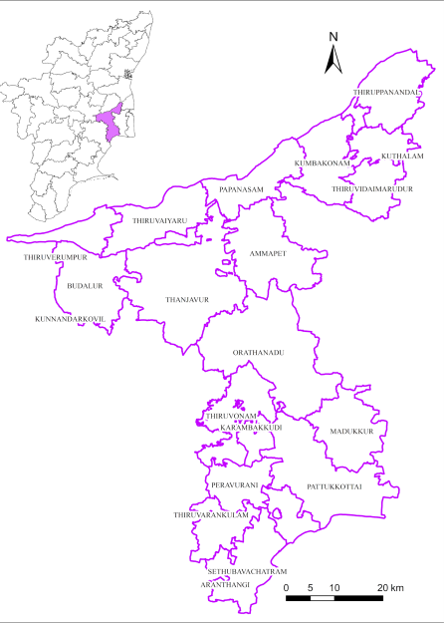 N
THIRUPPANANDAL
KUTHALAM
KUMBAKONAM
THIRUVIDAIMARUDUR
PAPANASAM
THIRUVAIYARU
AMMAPET
THIRUVERUMPUR
BUDALUR
THANJAVUR
KUNNANDARKOVIL
ORATHANADU
THIRUVONAM
KARAMBAKKUDI
MADUKKUR
PERAVURANI
PATTUKKOTTAI
THIRUVARANKULAM
SETHUBAVACHATRAM
ARANTHANGI
0 5 10 20 km